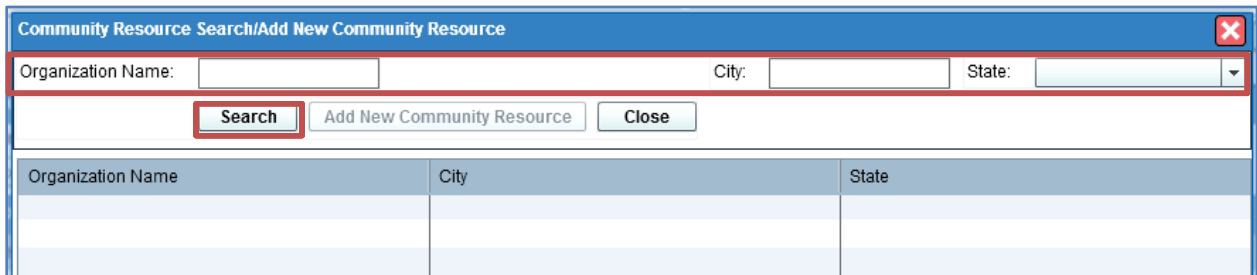 Community Resource Search/Add New Community Resource
Organization Name: City: State:
Search Add New Community Resource Close
Organization Name City State